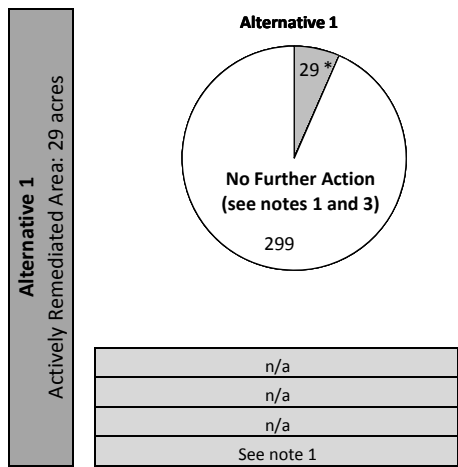 Alternative 1
Actively Remediated Area: 29 acres
Alternative 1
29 *
No Further Action
(see notes 1 and 3)
299
n/a
n/a
n/a
See note 1